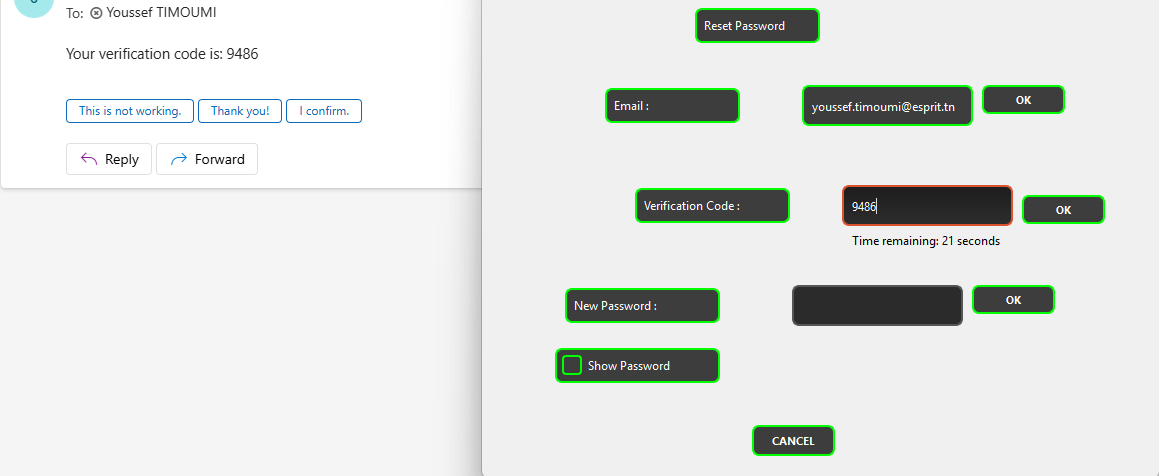 To: Youssef TIMOUMI
Your verification code is: 9486
This is not working. Thank you! I confirm.
Reply Forward
Reset Password
Email : youssef.timoumi@esprit.tn OK
Verification Code : 9486 OK
Time remaining: 21 seconds
New Password : OK
Show Password
CANCEL